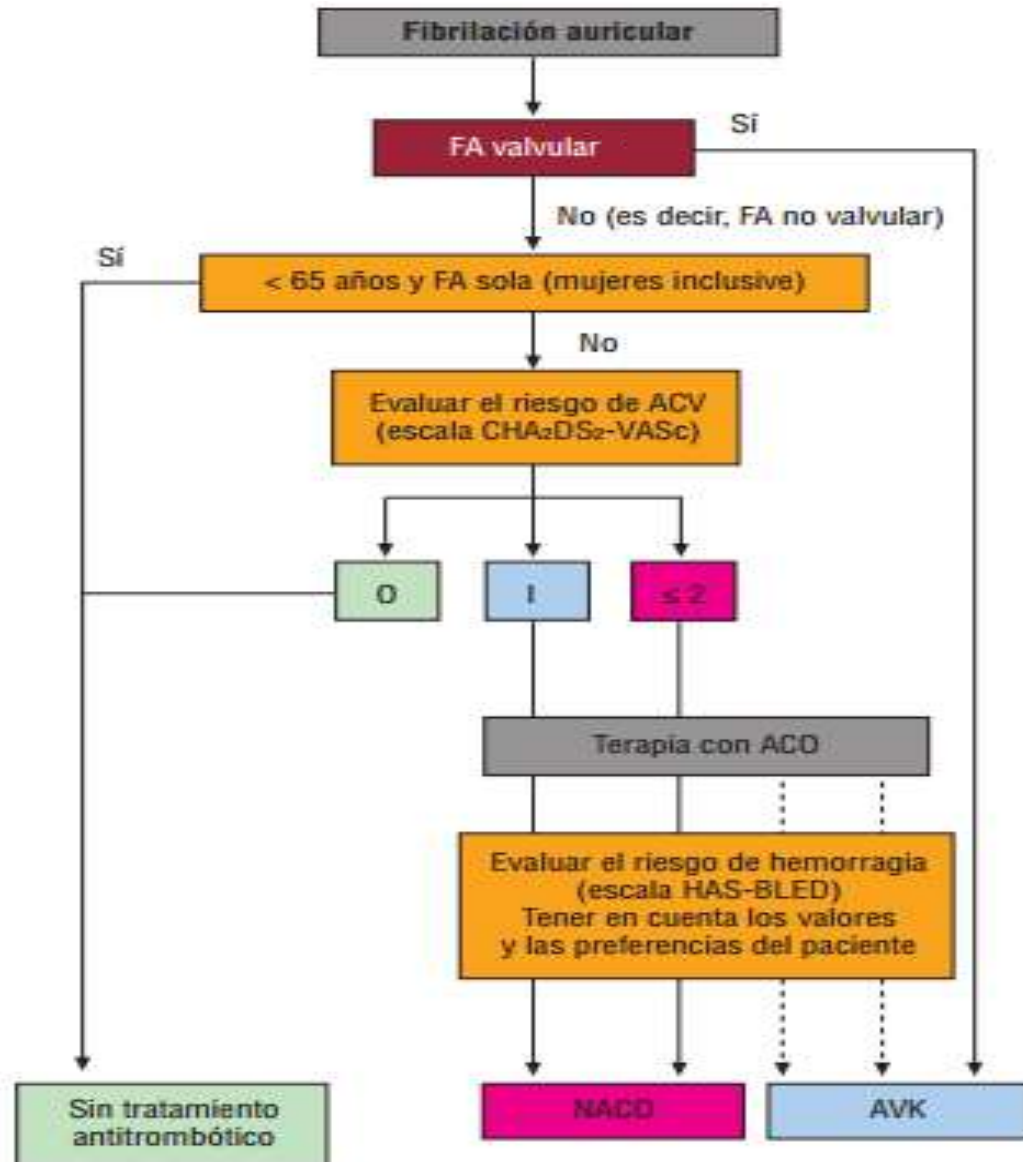 Fibrilación auricular
FA valvular
Sí
No (es decir, FA no valvular)
Sí
< 65 años y FA sola (mujeres inclusive)
No
Evaluar el riesgo de ACV
(escala CHA₂DS₂-VASc)
0
I
≤ 2
Terapia con ACO
Evaluar el riesgo de hemorragia
(escala HAS-BLED)
Tener en cuenta los valores
y las preferencias del paciente
Sin tratamiento
antitrombótico
NACO
AVK